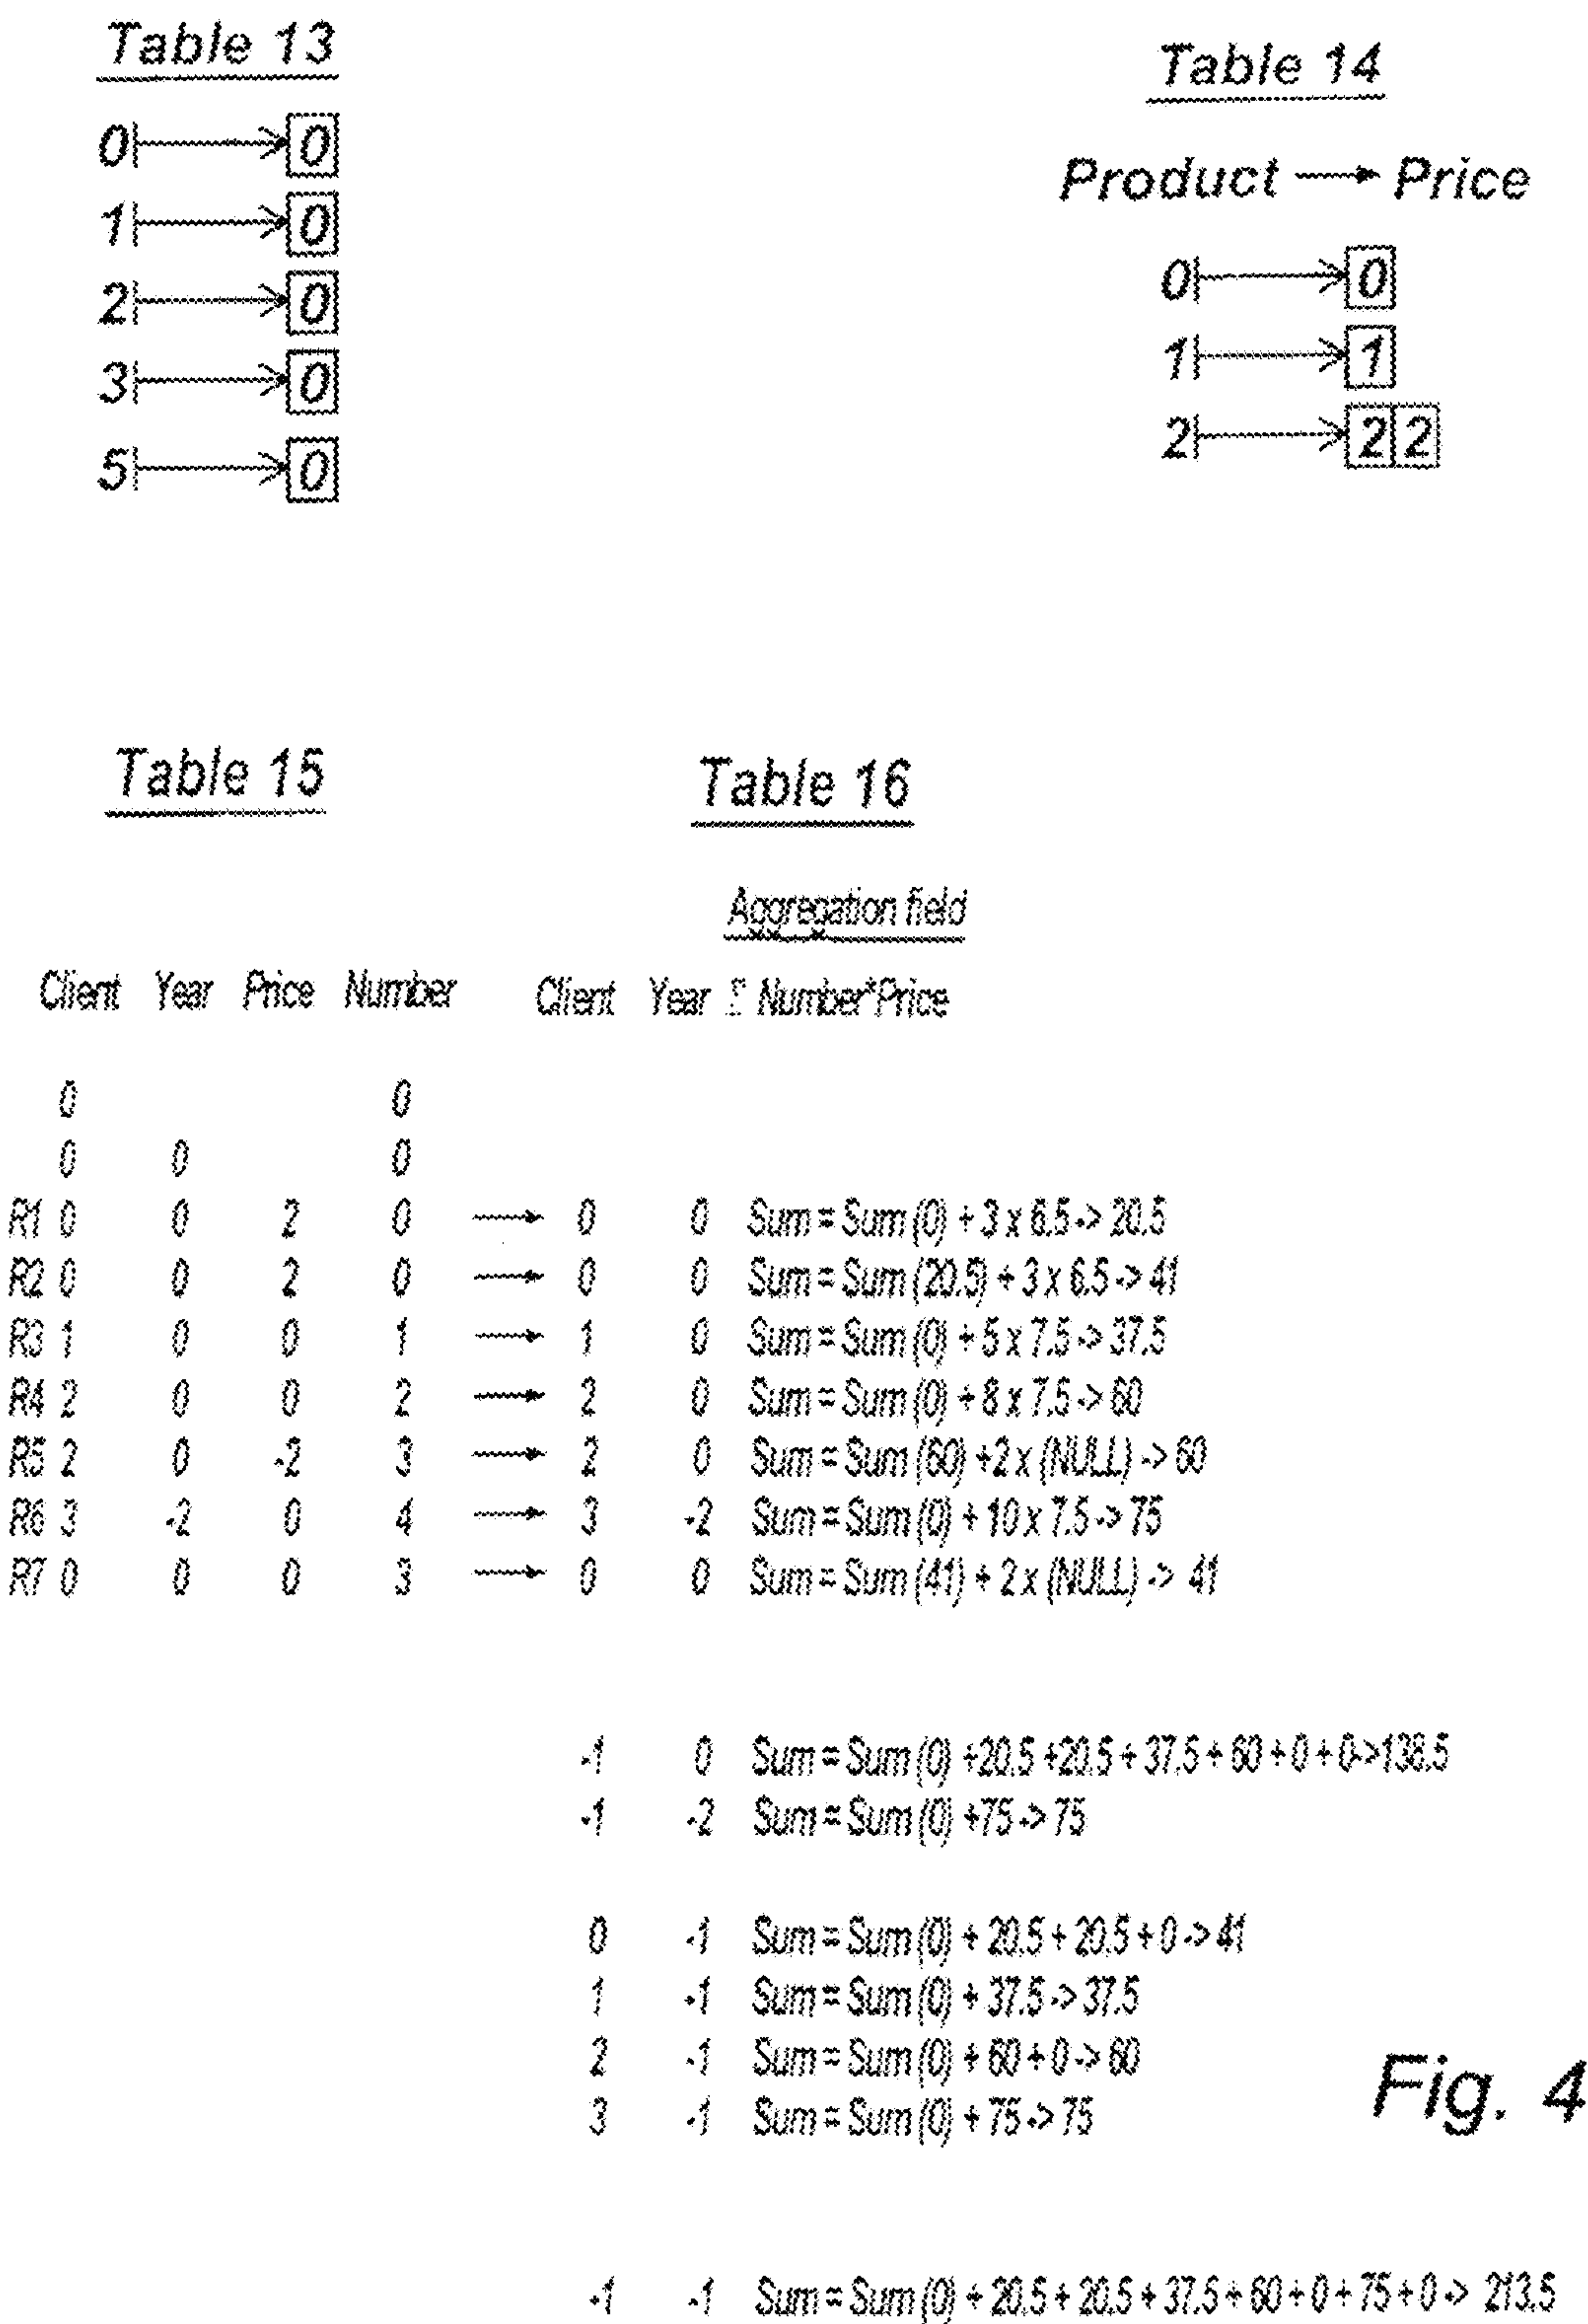 Table 13
0 0
1 0
2 0
3 0
5 0
Table 14
Product Price
0 0
1 1
2 2 2
Table 15
Table 16
Aggregation field
Client Year Price Number Client Year Σ Number*Price
0 0
0 0 0
R1 0 0 2 0 0 0 Sum = Sum (0) + 3 x 6.5 -> 20.5
R2 0 0 2 0 0 0 Sum = Sum (20.5) + 3 x 6.5 -> 41
R3 1 0 0 1 1 0 Sum = Sum (0) + 5 x 7.5 -> 37.5
R4 2 0 0 2 2 0 Sum = Sum (0) + 8 x 7.5 -> 60
R5 2 0 -2 3 2 0 Sum = Sum (60) +2 x (NULL) -> 60
R6 3 -2 0 4 3 -2 Sum = Sum (0) + 10 x 7.5 -> 75
R7 0 0 0 3 0 0 Sum = Sum (41) + 2 x (NULL) -> 41
-1 0 Sum = Sum (0) +20.5 +20.5 + 37.5 + 60 + 0 + 0->138.5
-1 -2 Sum = Sum (0) +75 -> 75
0 -1 Sum = Sum (0) + 20.5 + 20.5 + 0 -> 41
1 -1 Sum = Sum (0) + 37.5 -> 37.5
2 -1 Sum = Sum (0) + 60 + 0 -> 60
3 -1 Sum = Sum (0) + 75 -> 75
Fig. 4
-1 -1 Sum = Sum (0) + 20.5 + 20.5 + 37.5 + 60 + 0 + 75 + 0 -> 213.5